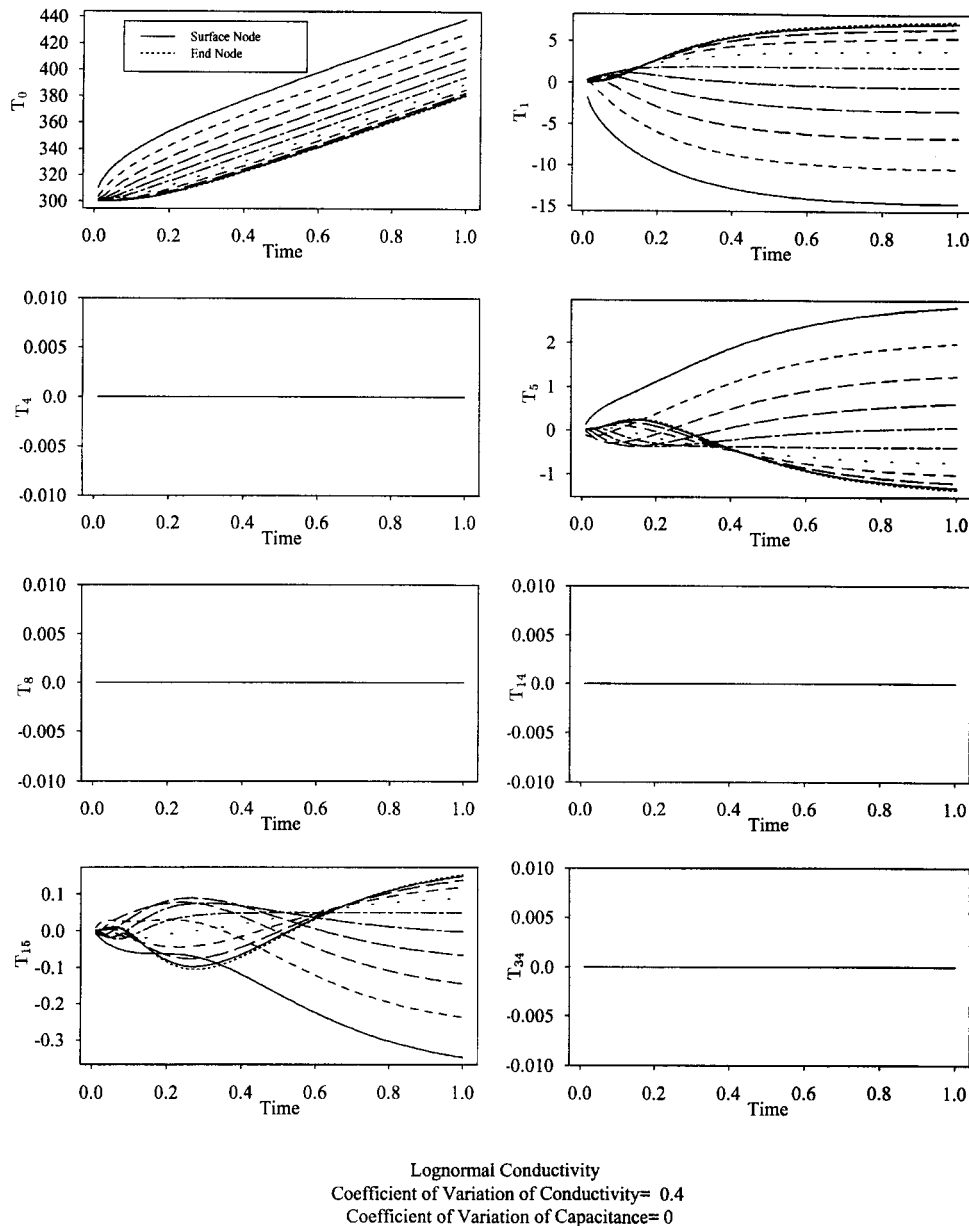 440
420
400
380
360
340
320
300
T0
Surface Node
End Node
0.0 0.2 0.4 0.6 0.8 1.0
Time
5
0
-5
-10
-15
T1
0.0 0.2 0.4 0.6 0.8 1.0
Time
0.010
0.005
0.0
-0.005
-0.010
T4
0.0 0.2 0.4 0.6 0.8 1.0
Time
2
1
0
-1
T5
0.0 0.2 0.4 0.6 0.8 1.0
Time
0.010
0.005
0.0
-0.005
-0.010
T8
0.0 0.2 0.4 0.6 0.8 1.0
Time
0.010
0.005
0.0
-0.005
-0.010
T14
0.0 0.2 0.4 0.6 0.8 1.0
Time
0.1
0.0
-0.1
-0.2
-0.3
T15
0.0 0.2 0.4 0.6 0.8 1.0
Time
0.010
0.005
0.0
-0.005
-0.010
T34
0.0 0.2 0.4 0.6 0.8 1.0
Time
Lognormal Conductivity
Coefficient of Variation of Conductivity= 0.4
Coefficient of Variation of Capacitance= 0